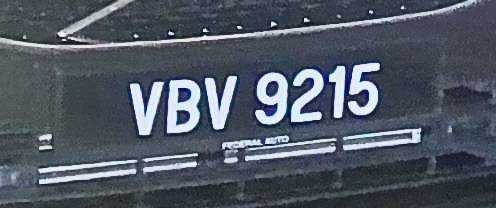 VBV 9215
FEDERAL AUTO